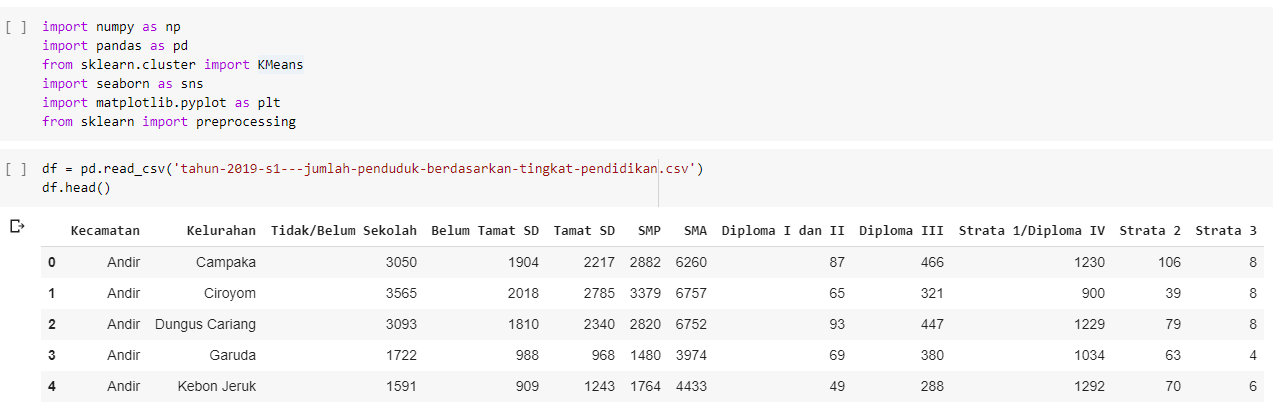 [ ] import numpy as np
import pandas as pd
from sklearn.cluster import KMeans
import seaborn as sns
import matplotlib.pyplot as plt
from sklearn import preprocessing
[ ] df = pd.read_csv('tahun-2019-s1---jumlah-penduduk-berdasarkan-tingkat-pendidikan.csv')
df.head()
Kecamatan Kelurahan Tidak/Belum Sekolah Belum Tamat SD Tamat SD SMP SMA Diploma I dan II Diploma III Strata 1/Diploma IV Strata 2 Strata 3
0 Andir Campaka 3050 1904 2217 2882 6260 87 466 1230 106 8
1 Andir Ciroyom 3565 2018 2785 3379 6757 65 321 900 39 8
2 Andir Dungus Cariang 3093 1810 2340 2820 6752 93 447 1229 79 8
3 Andir Garuda 1722 988 968 1480 3974 69 380 1034 63 4
4 Andir Kebon Jeruk 1591 909 1243 1764 4433 49 288 1292 70 6